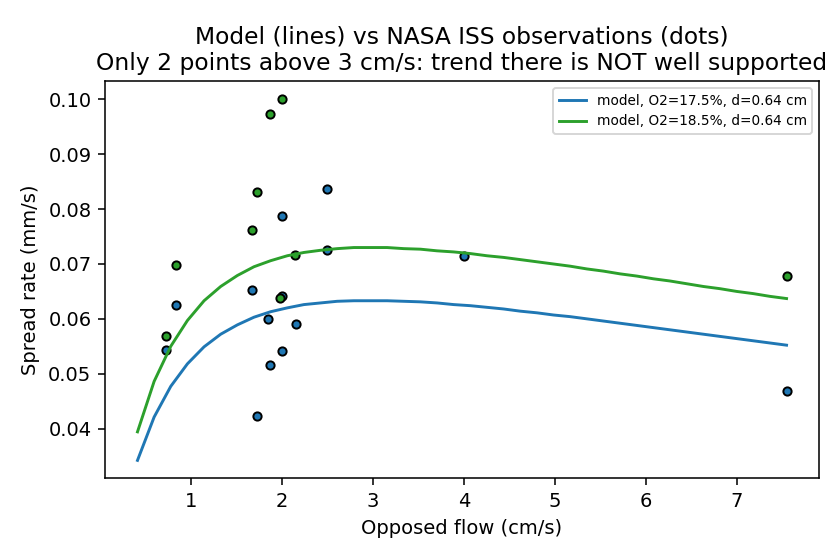 Model (lines) vs NASA ISS observations (dots)
Only 2 points above 3 cm/s: trend there is NOT well supported
model, O2=17.5%, d=0.64 cm
model, O2=18.5%, d=0.64 cm
Spread rate (mm/s)
0.10
0.09
0.08
0.07
0.06
0.05
0.04
1 2 3 4 5 6 7
Opposed flow (cm/s)